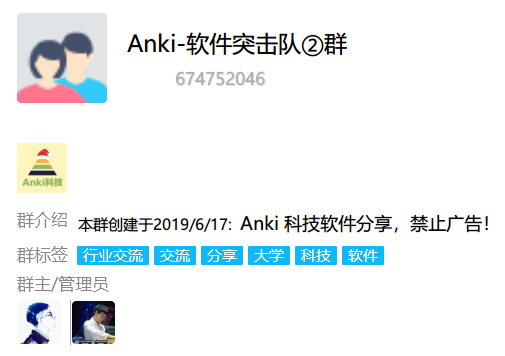 Anki-软件突击队②群
674752046
Anki科技
群介绍 本群创建于2019/6/17：Anki 科技软件分享，禁止广告！
群标签 行业交流 交流 分享 大学 科技 软件
群主/管理员